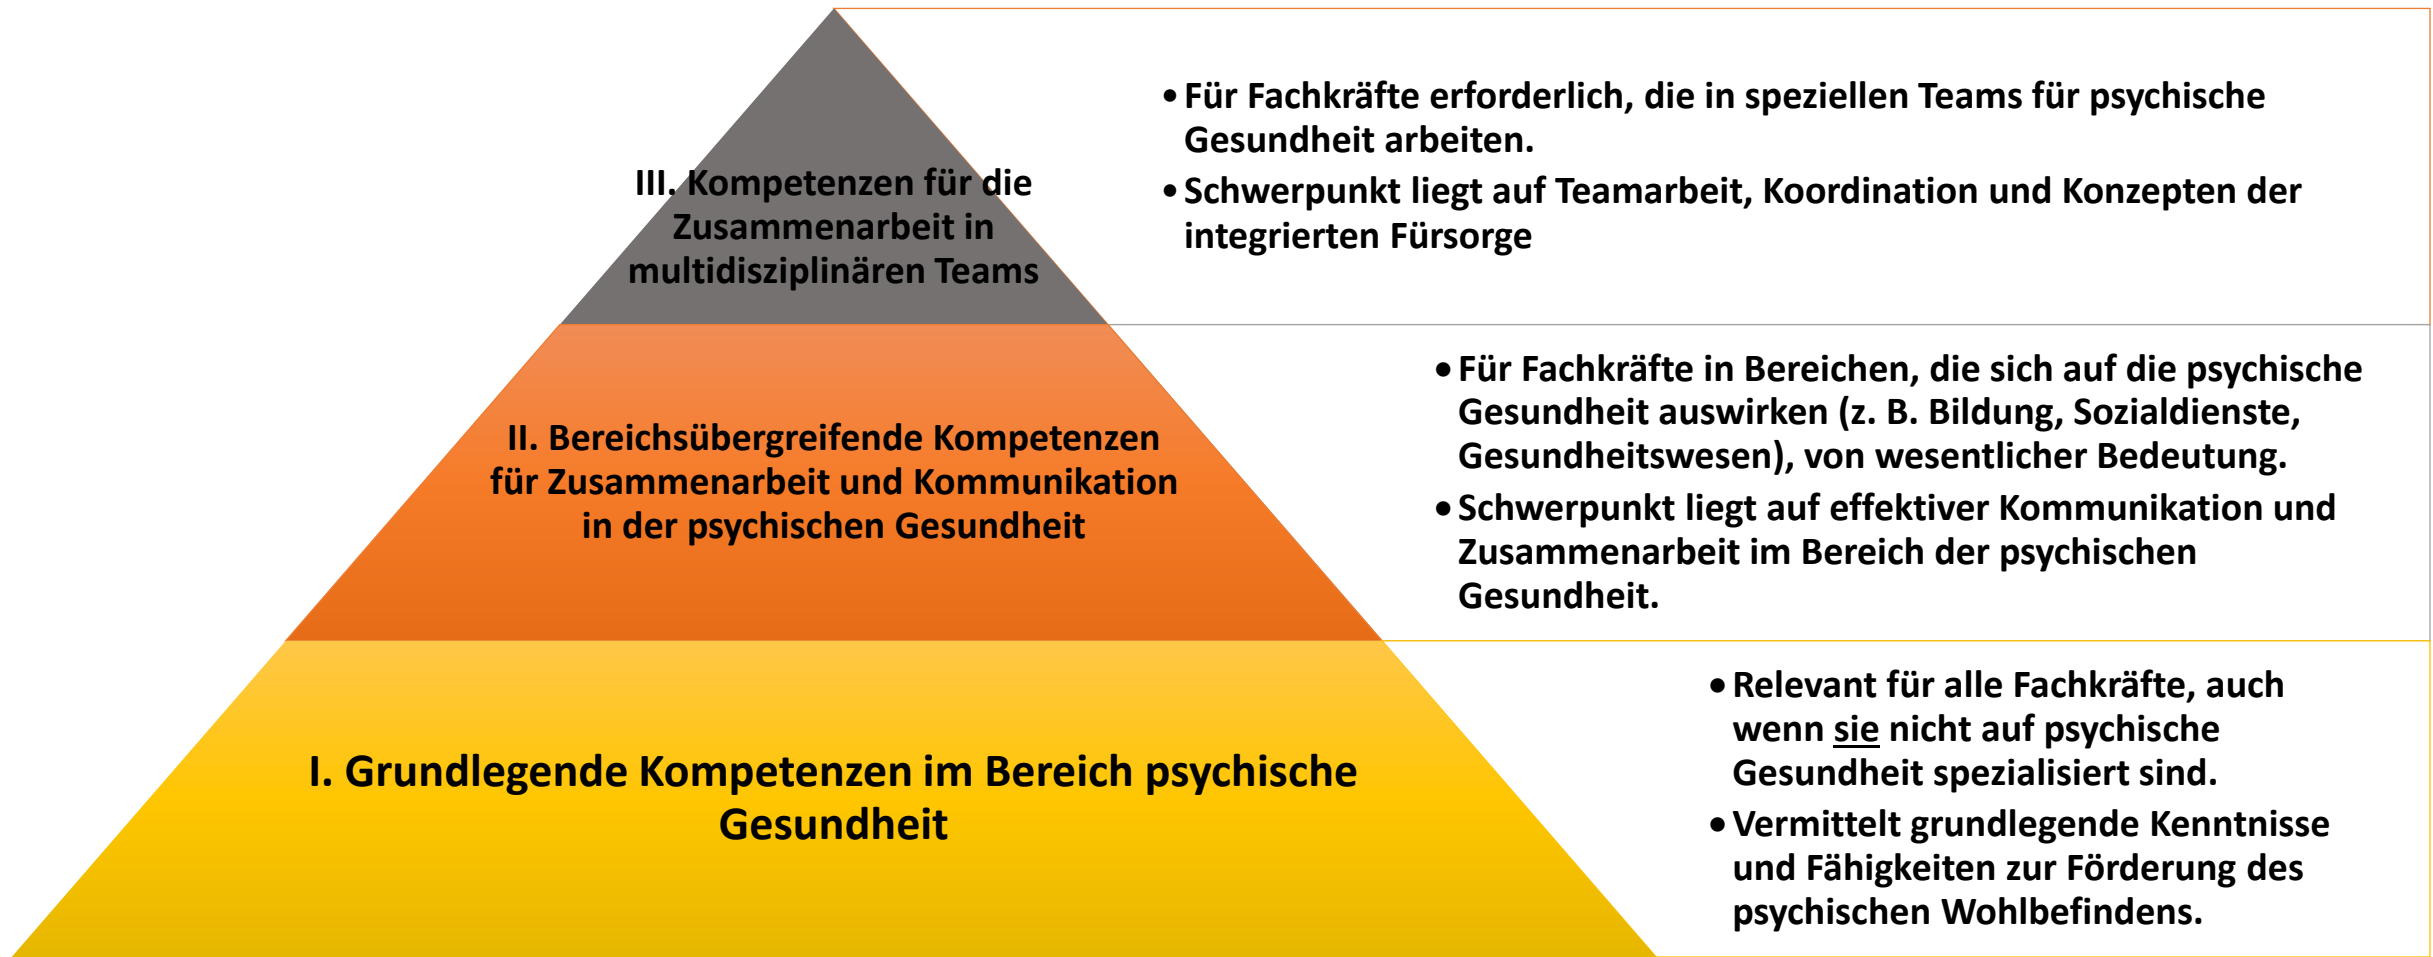 III. Kompetenzen für die
Zusammenarbeit in
multidisziplinären Teams
• Für Fachkräfte erforderlich, die in speziellen Teams für psychische
Gesundheit arbeiten.
• Schwerpunkt liegt auf Teamarbeit, Koordination und Konzepten der
integrierten Fürsorge
II. Bereichsübergreifende Kompetenzen
für Zusammenarbeit und Kommunikation
in der psychischen Gesundheit
• Für Fachkräfte in Bereichen, die sich auf die psychische
Gesundheit auswirken (z. B. Bildung, Sozialdienste,
Gesundheitswesen), von wesentlicher Bedeutung.
• Schwerpunkt liegt auf effektiver Kommunikation und
Zusammenarbeit im Bereich der psychischen
Gesundheit.
I. Grundlegende Kompetenzen im Bereich psychische
Gesundheit
• Relevant für alle Fachkräfte, auch
wenn sie nicht auf psychische
Gesundheit spezialisiert sind.
• Vermittelt grundlegende Kenntnisse
und Fähigkeiten zur Förderung des
psychischen Wohlbefindens.